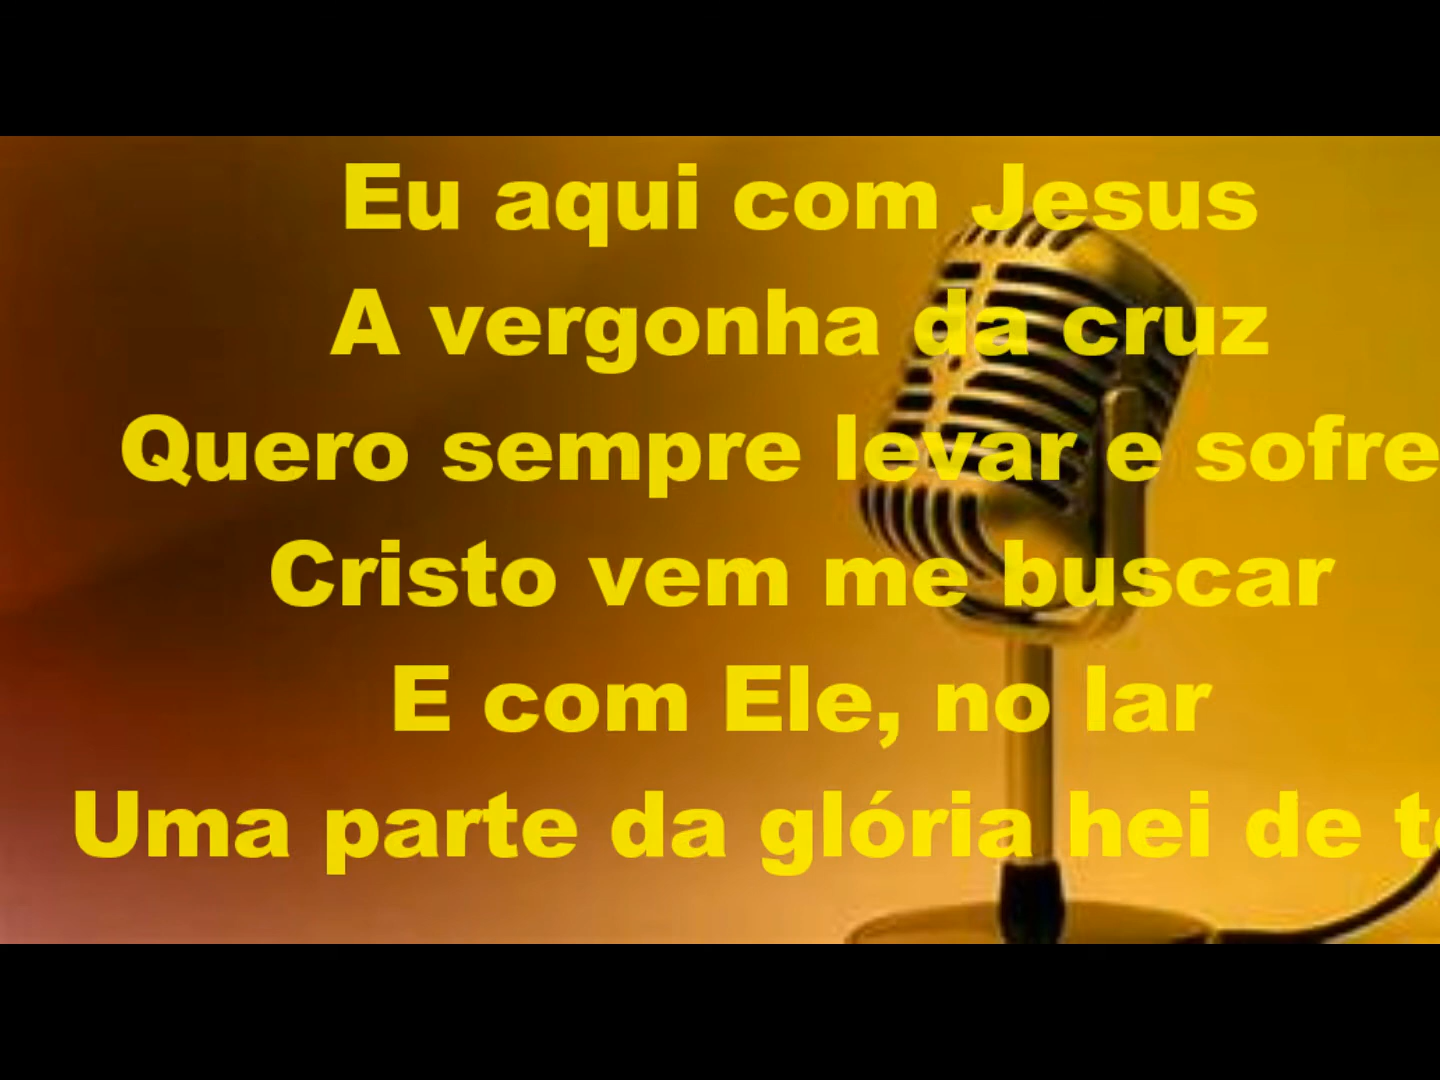 Eu aqui com Jesus
A vergonha da cruz
Quero sempre levar e sofre
Cristo vem me buscar
E com Ele, no lar
Uma parte da glória hei de